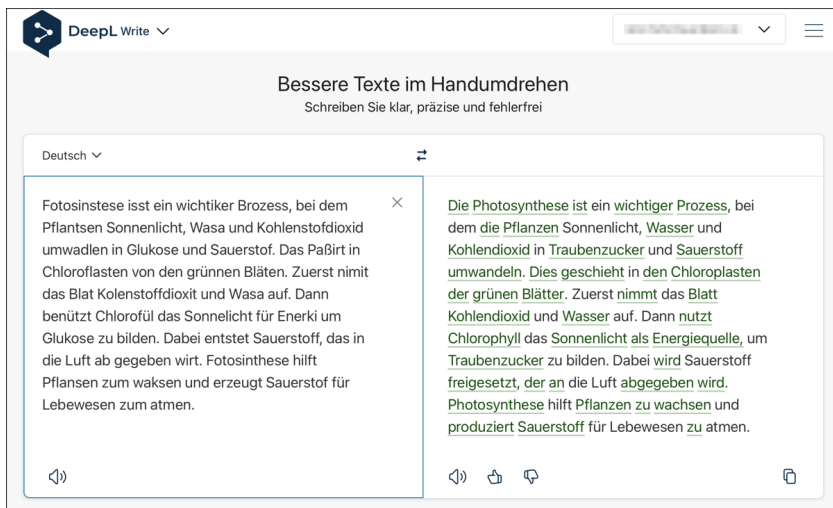 DeepL Write
Bessere Texte im Handumdrehen
Schreiben Sie klar, präzise und fehlerfrei
Deutsch
Fotosinstese isst ein wichtiker Brozess, bei dem
Pflantsen Sonnenlicht, Wasa und Kohlenstofdioxid
umwadlen in Glukose und Sauerstof. Das Paßirt in
Chloroflasten von den grünnen Bläten. Zuerst nimit
das Blat Kolenstoffdioxit und Wasa auf. Dann
benützt Chlorofül das Sonnelicht für Enerki um
Glukose zu bilden. Dabei entstet Sauerstoff, das in
die Luft ab gegeben wirt. Fotosinthese hilft
Pflansen zum waksen und erzeugt Sauerstof für
Lebewesen zum atmen.
Die Photosynthese ist ein wichtiger Prozess, bei
dem die Pflanzen Sonnenlicht, Wasser und
Kohlendioxid in Traubenzucker und Sauerstoff
umwandeln. Dies geschieht in den Chloroplasten
der grünen Blätter. Zuerst nimmt das Blatt
Kohlendioxid und Wasser auf. Dann nutzt
Chlorophyll das Sonnenlicht als Energiequelle, um
Traubenzucker zu bilden. Dabei wird Sauerstoff
freigesetzt, der an die Luft abgegeben wird.
Photosynthese hilft Pflanzen zu wachsen und
produziert Sauerstoff für Lebewesen zu atmen.